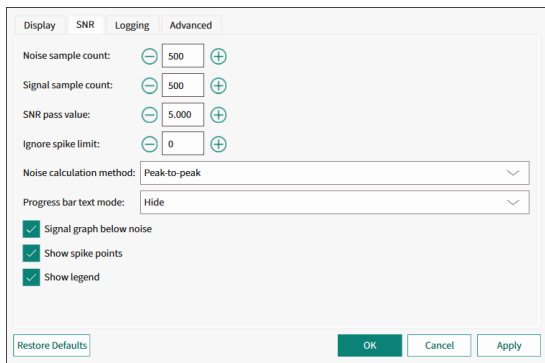 Display SNR Logging Advanced
Noise sample count: 500
Signal sample count: 500
SNR pass value: 5.000
Ignore spike limit: 0
Noise calculation method: Peak-to-peak
Progress bar text mode: Hide
Signal graph below noise
Show spike points
Show legend
Restore Defaults OK Cancel Apply